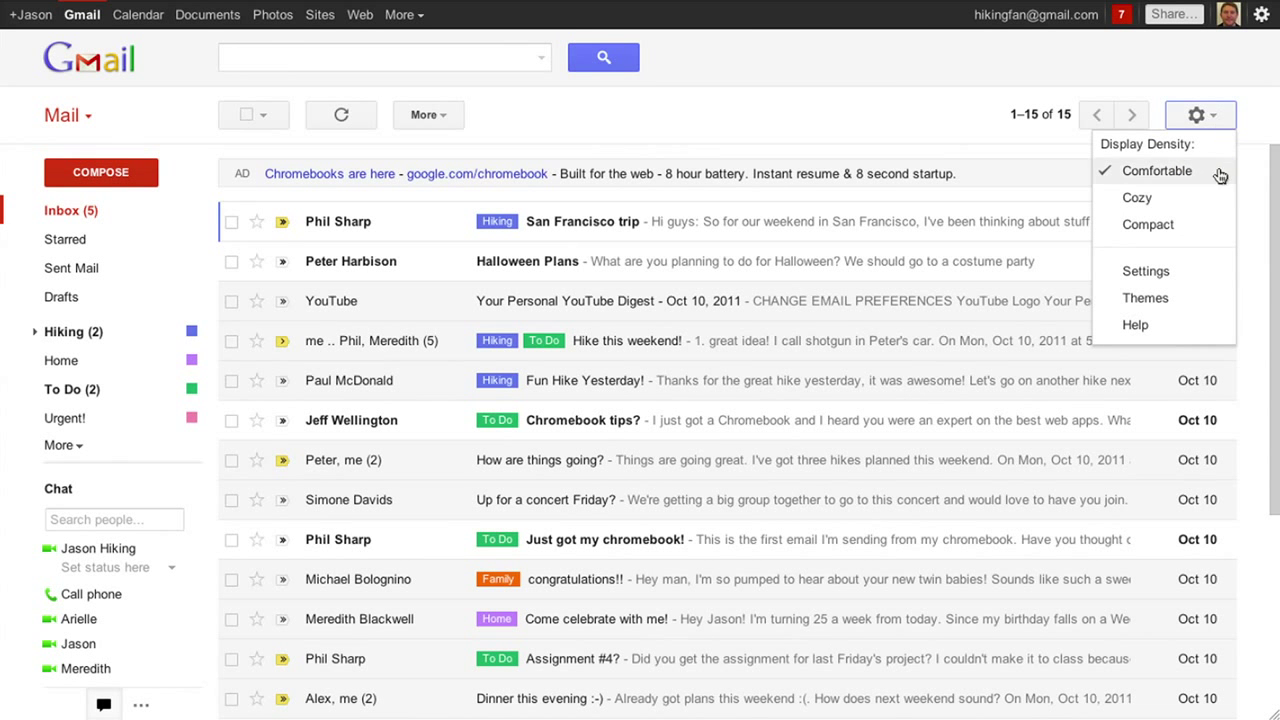 +Jason Gmail Calendar Documents Photos Sites Web More hikingfan@gmail.com 7 Share...
Gmail
Mail More 1–15 of 15
Display Density:
Comfortable
Cozy
Compact
Settings
Themes
Help
COMPOSE
Inbox (5)
Starred
Sent Mail
Drafts
Hiking (2)
Home
To Do (2)
Urgent!
More
Chat
Search people...
Jason Hiking
Set status here
Call phone
Arielle
Jason
Meredith
AD Chromebooks are here - google.com/chromebook - Built for the web - 8 hour battery. Instant resume & 8 second startup.
Phil Sharp Hiking San Francisco trip - Hi guys: So for our weekend in San Francisco, I've been thinking about stuff
Peter Harbison Halloween Plans - What are you planning to do for Halloween? We should go to a costume party
YouTube Your Personal YouTube Digest - Oct 10, 2011 - CHANGE EMAIL PREFERENCES YouTube Logo Your Pe
me .. Phil, Meredith (5) Hiking To Do Hike this weekend! - 1. great idea! I call shotgun in Peter's car. On Mon, Oct 10, 2011 at 5
Paul McDonald Hiking Fun Hike Yesterday! - Thanks for the great hike yesterday, it was awesome! Let's go on another hike nex Oct 10
Jeff Wellington To Do Chromebook tips? - I just got a Chromebook and I heard you were an expert on the best web apps. Wha Oct 10
Peter, me (2) How are things going? - Things are going great. I've got three hikes planned this weekend. On Mon, Oct 10, 2011 Oct 10
Simone Davids Up for a concert Friday? - We're getting a big group together to go to this concert and would love to have you join. Oct 10
Phil Sharp To Do Just got my chromebook! - This is the first email I'm sending from my chromebook. Have you thought c Oct 10
Michael Bolognino Family congratulations!! - Hey man, I'm so pumped to hear about your new twin babies! Sounds like such a swee Oct 10
Meredith Blackwell Home Come celebrate with me! - Hey Jason! I'm turning 25 a week from today. Since my birthday falls on a We Oct 10
Phil Sharp To Do Assignment #4? - Did you get the assignment for last Friday's project? I couldn't make it to class becaus Oct 10
Alex, me (2) Dinner this evening :-) - Already got plans this weekend :(. How does next weekend sound? On Mon, Oct 10, 2011 Oct 10